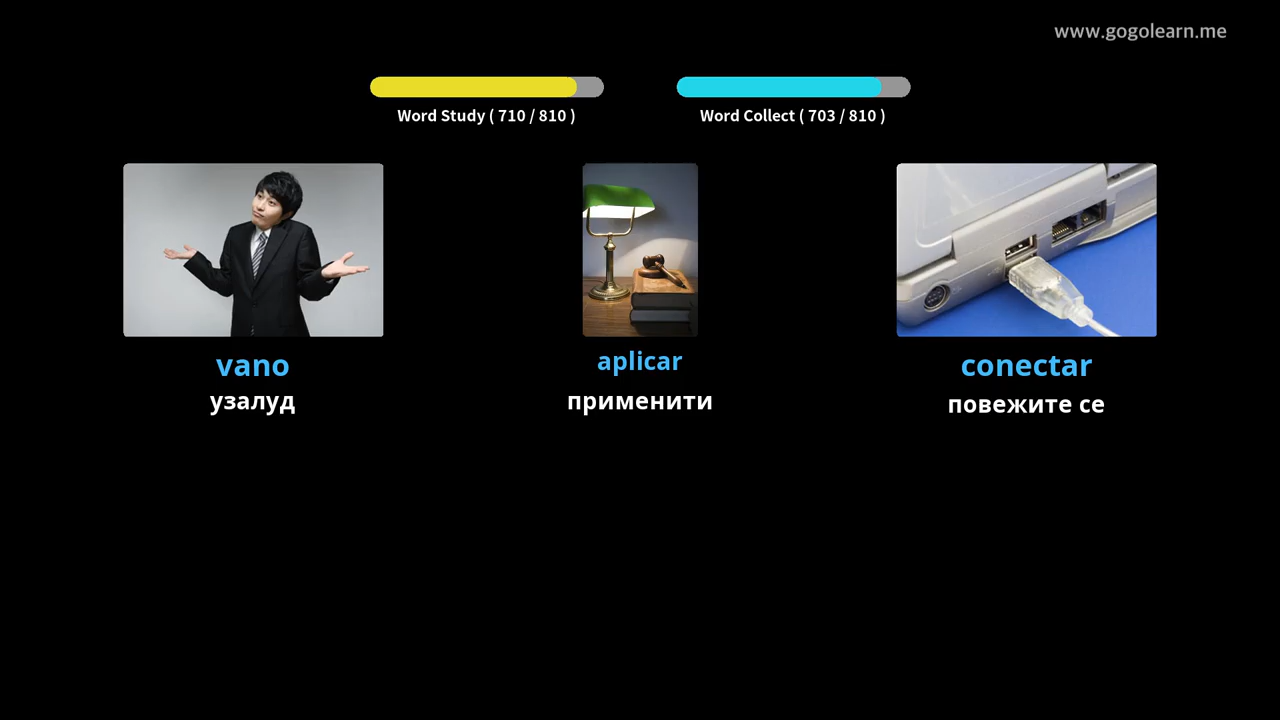 www.gogolearn.me
Word Study ( 710 / 810 )
Word Collect ( 703 / 810 )
vano
aplicar
conectar
узалуд
применити
повежите се